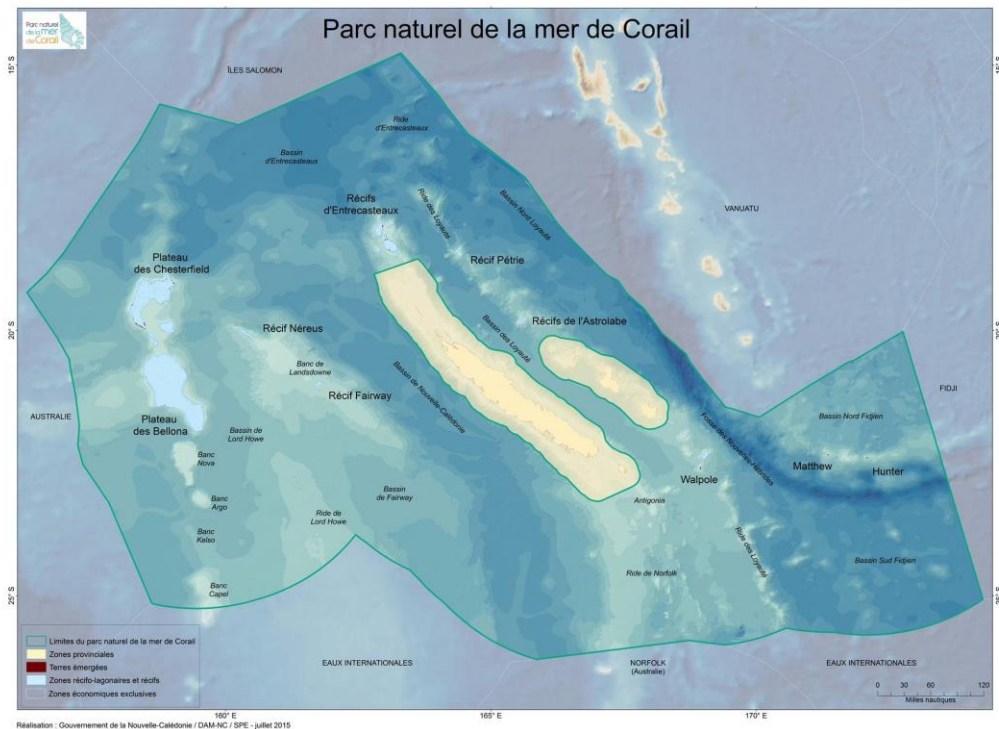 Parc naturel de la mer de Corail
Parc naturel
de la mer
de Corail
15° S
ÎLES SALOMON
15° S
Ride
d'Entrecasteaux
Bassin
d'Entrecasteaux
Récifs
d'Entrecasteaux
Ride des Loyauté
Bassin Nord Loyauté
VANUATU
Plateau
des Chesterfield
Récif Pétrie
20° S
Récif Néreus
Bassin des Loyauté
Récifs de l'Astrolabe
20° S
Banc de
Landsdowne
Bassin de Nouvelle-Calédonie
Récif Fairway
FIDJI
AUSTRALIE
Plateau
des Bellona
Bassin de
Lord Howe
Bassin Nord Fidjien
Fosse des Nouvelles-Hébrides
Banc
Nova
Matthew
Hunter
Walpole
Bassin
de Fairway
Banc
Argo
Antigonia
Ride de
Lord Howe
Banc
Kelso
Ride des Loyauté
Bassin Sud Fidjien
Ride de Norfolk
Banc
Capel
25° S
25° S
Limites du parc naturel de la mer de Corail
Zones provinciales
Terres émergées
Zones récifo-lagonaires et récifs
Zones économiques exclusives
EAUX INTERNATIONALES
NORFOLK
(Australie)
EAUX INTERNATIONALES
0 30 60 120
Milles nautiques
160° E
165° E
170° E
Réalisation : Gouvernement de la Nouvelle-Calédonie / DAM-NC / SPE - juillet 2015